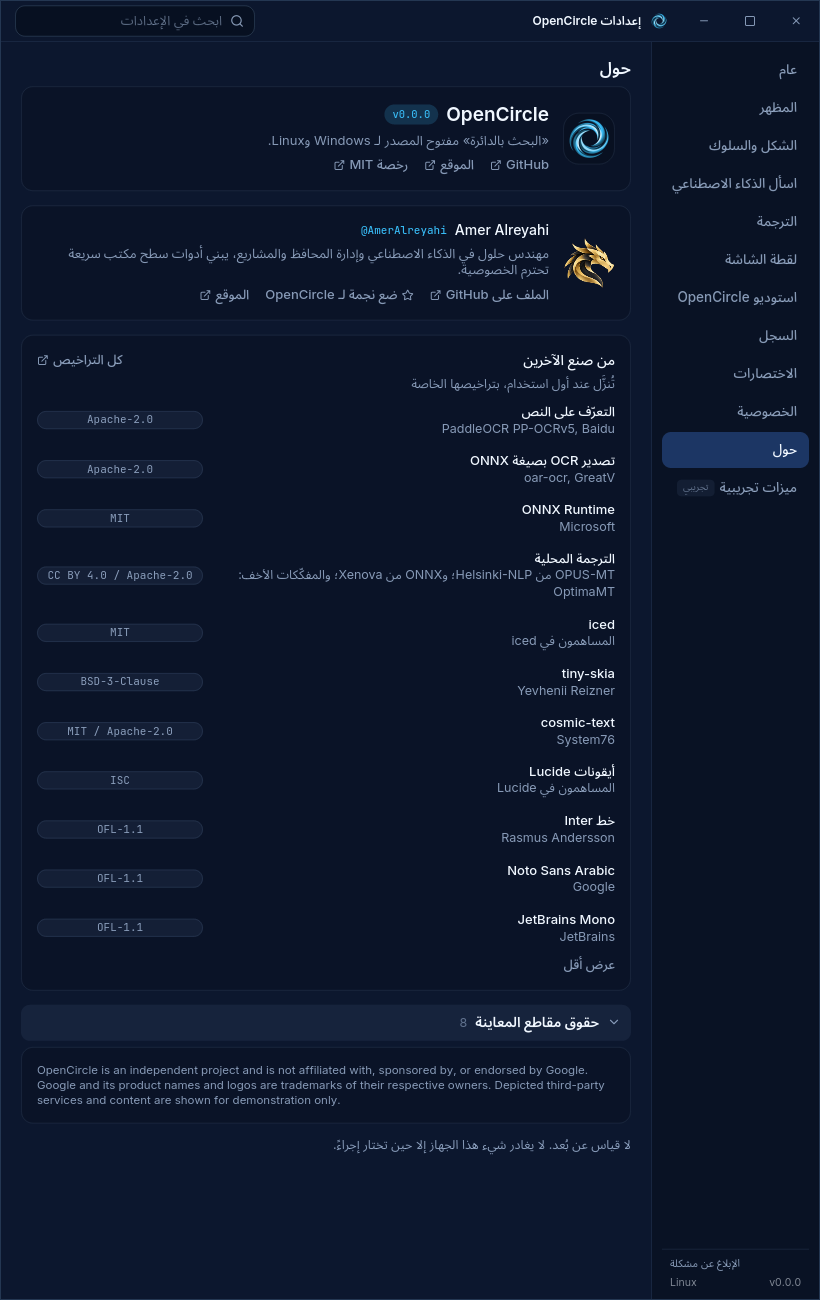 إعدادات OpenCircle
ابحث في الإعدادات
عام
المظهر
الشكل والسلوك
اسأل الذكاء الاصطناعي
الترجمة
لقطة الشاشة
استوديو OpenCircle
السجل
الاختصارات
الخصوصية
حول
ميزات تجريبية تجريبي
الإبلاغ عن مشكلة
v0.0.0 Linux
حول
OpenCircle v0.0.0
«البحث بالدائرة» مفتوح المصدر لـ Windows وLinux.
GitHub الموقع رخصة MIT
Amer Alreyahi @AmerAlreyahi
مهندس حلول في الذكاء الاصطناعي وإدارة المحافظ والمشاريع، يبني أدوات سطح مكتب سريعة
تحترم الخصوصية.
الملف على GitHub ضع نجمة لـ OpenCircle الموقع
من صنع الآخرين كل التراخيص
تُنزَّل عند أول استخدام، بتراخيصها الخاصة
التعرّف على النص
PaddleOCR PP-OCRv5, Baidu
Apache-2.0
تصدير OCR بصيغة ONNX
oar-ocr, GreatV
Apache-2.0
ONNX Runtime
Microsoft
MIT
الترجمة المحلية
OPUS-MT من Helsinki-NLP؛ وONNX من Xenova؛ والمفكّكات الأخف:
OptimaMT
CC BY 4.0 / Apache-2.0
iced
المساهمون في iced
MIT
tiny-skia
Yevhenii Reizner
BSD-3-Clause
cosmic-text
System76
MIT / Apache-2.0
أيقونات Lucide
المساهمون في Lucide
ISC
خط Inter
Rasmus Andersson
OFL-1.1
Noto Sans Arabic
Google
OFL-1.1
JetBrains Mono
JetBrains
OFL-1.1
عرض أقل
حقوق مقاطع المعاينة 8
OpenCircle is an independent project and is not affiliated with, sponsored by, or endorsed by Google.
Google and its product names and logos are trademarks of their respective owners. Depicted third-party
services and content are shown for demonstration only.
لا قياس عن بُعد. لا يغادر شيء هذا الجهاز إلا حين تختار إجراءً.